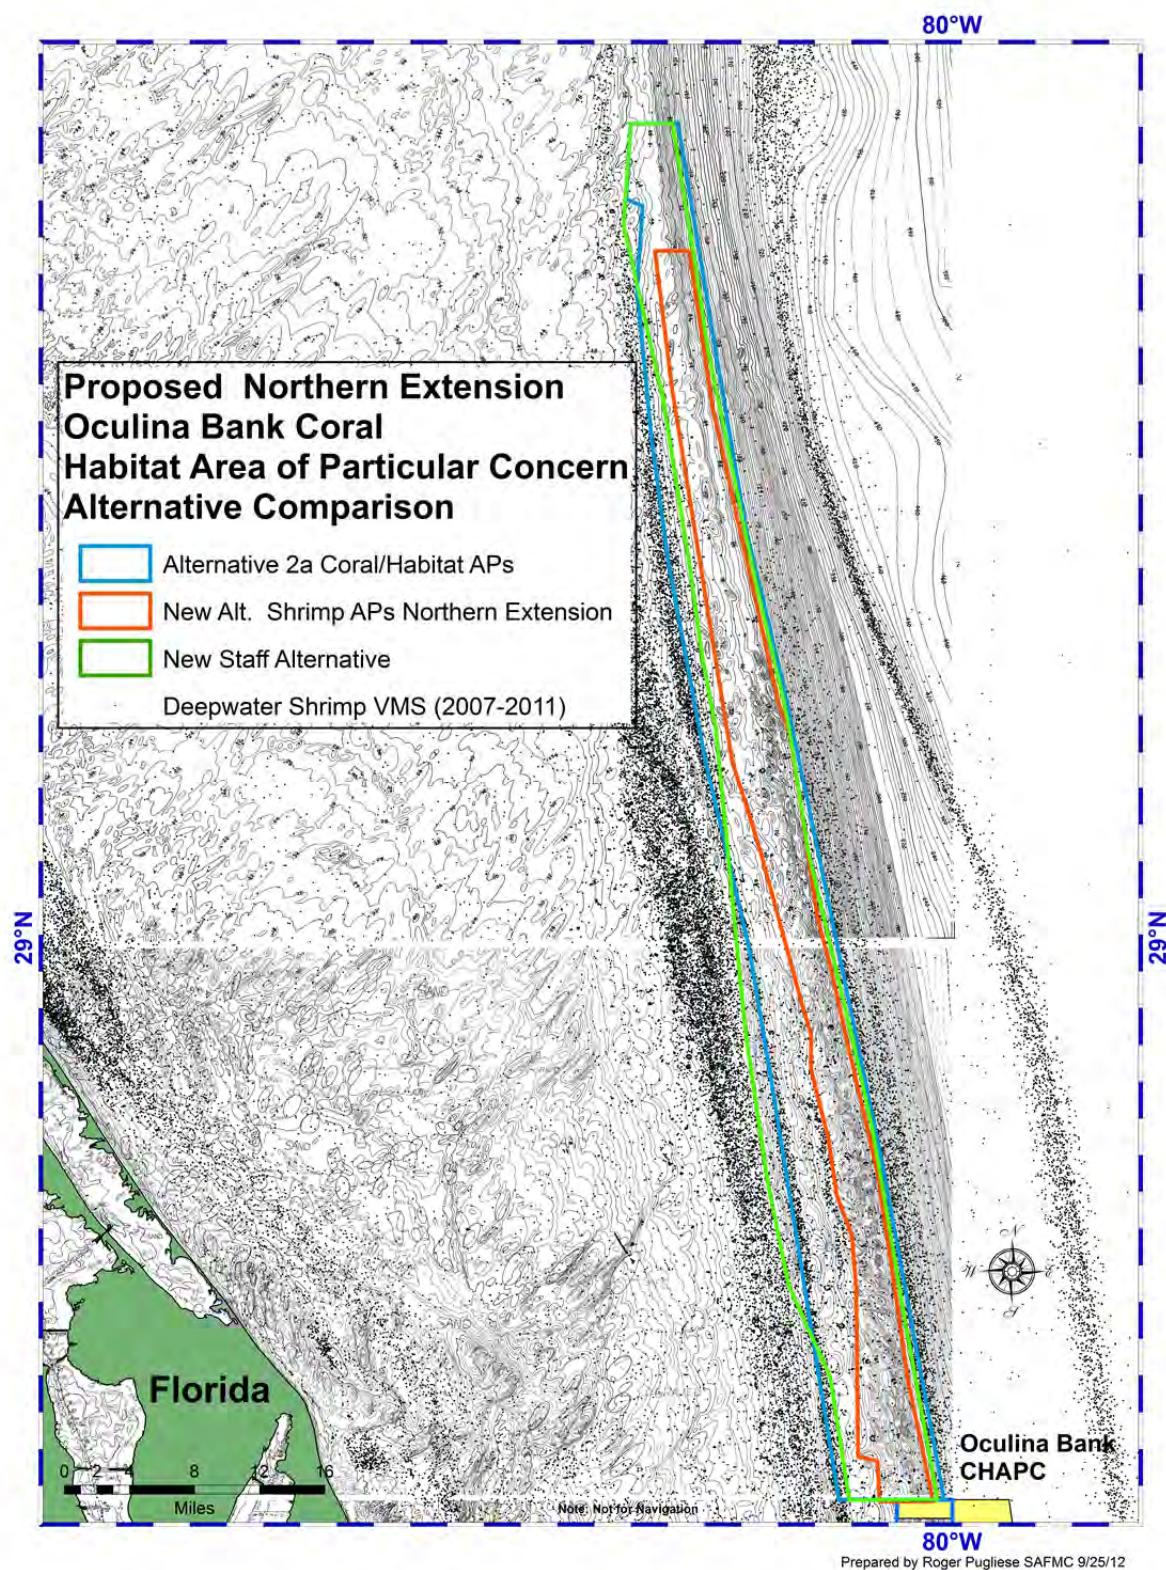 80°W
Proposed Northern Extension
Oculina Bank Coral
Habitat Area of Particular Concern
Alternative Comparison
Alternative 2a Coral/Habitat APs
New Alt. Shrimp APs Northern Extension
New Staff Alternative
Deepwater Shrimp VMS (2007-2011)
29°N
29°N
SAND
SAND
SAND
Florida
Oculina Bank
CHAPC
0 2 4 8 12 16
Miles
Note: Not for Navigation
80°W
Prepared by Roger Pugliese SAFMC 9/25/12